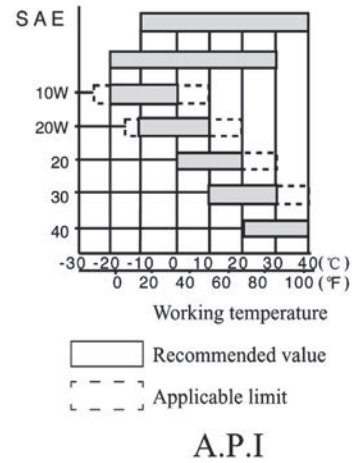 SAE
10W
20W
20
30
40
-30 -20 -10 0 10 20 30 40(℃)
0 20 40 60 80 100 (℉)
Working temperature
Recommended value
Applicable limit
A.P.I